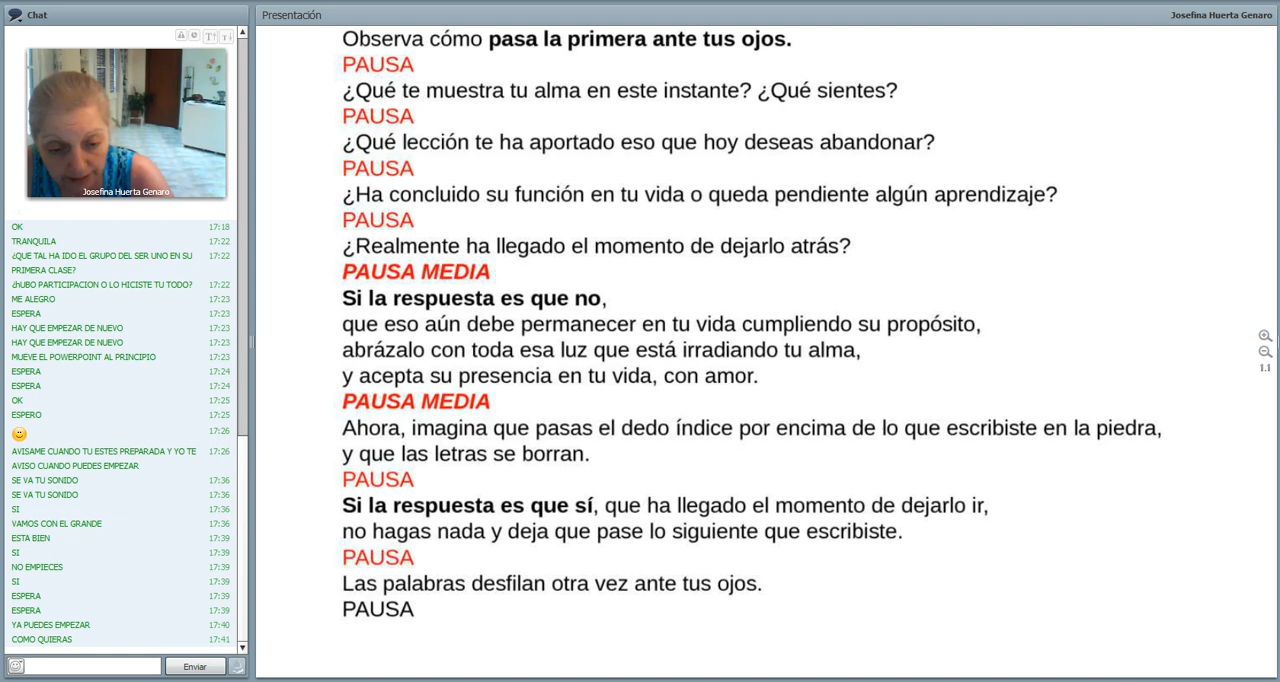 Chat
Josefina Huerta Genaro
OK 17:18
TRANQUILA 17:22
¿QUE TAL HA IDO EL GRUPO DEL SER UNO EN SU 17:22
PRIMERA CLASE?
¿hUBO PARTICIPACION O LO HICISTE TU TODO? 17:22
ME ALEGRO 17:23
ESPERA 17:23
HAY QUE EMPEZAR DE NUEVO 17:23
HAY QUE EMPEZAR DE NUEVO 17:23
MUEVE EL POWERPOINT AL PRINCIPIO 17:23
ESPERA 17:24
ESPERA 17:24
OK 17:25
ESPERO 17:25
17:26
AVISAME CUANDO TU ESTES PREPARADA Y YO TE 17:26
AVISO CUANDO PUEDES EMPEZAR
SE VA TU SONIDO 17:36
SE VA TU SONIDO 17:36
SI 17:36
VAMOS CON EL GRANDE 17:36
ESTA BIEN 17:39
SI 17:39
NO EMPIECES 17:39
SI 17:39
ESPERA 17:39
ESPERA 17:39
YA PUEDES EMPEZAR 17:40
COMO QUIERAS 17:41
Enviar
Presentación
Josefina Huerta Genaro
Observa cómo pasa la primera ante tus ojos.
PAUSA
¿Qué te muestra tu alma en este instante? ¿Qué sientes?
PAUSA
¿Qué lección te ha aportado eso que hoy deseas abandonar?
PAUSA
¿Ha concluido su función en tu vida o queda pendiente algún aprendizaje?
PAUSA
¿Realmente ha llegado el momento de dejarlo atrás?
PAUSA MEDIA
Si la respuesta es que no,
que eso aún debe permanecer en tu vida cumpliendo su propósito,
abrázalo con toda esa luz que está irradiando tu alma,
y acepta su presencia en tu vida, con amor.
PAUSA MEDIA
Ahora, imagina que pasas el dedo índice por encima de lo que escribiste en la piedra,
y que las letras se borran.
PAUSA
Si la respuesta es que sí, que ha llegado el momento de dejarlo ir,
no hagas nada y deja que pase lo siguiente que escribiste.
PAUSA
Las palabras desfilan otra vez ante tus ojos.
PAUSA
1.1